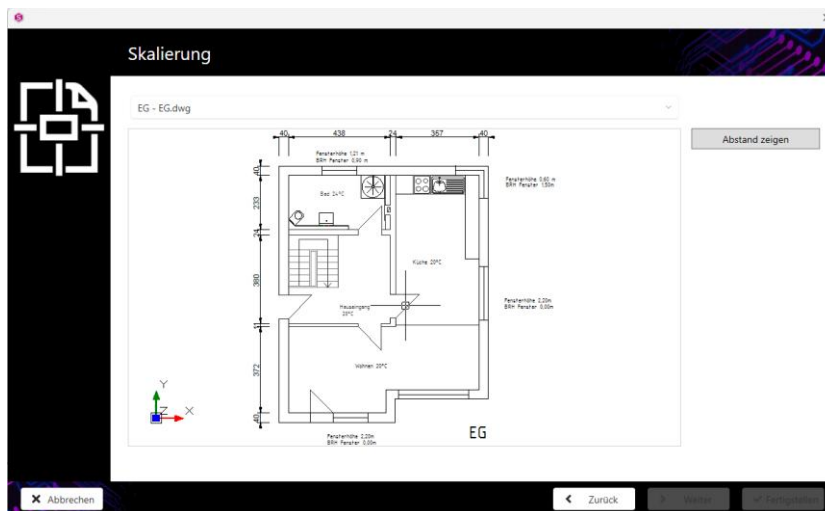 Skalierung
EG - EG.dwg
Abstand zeigen
40 438 24 367 40
Fensterhöhe 1,21 m
BRH Fenster 0,90 m
Fensterhöhe 0,60 m
BRH Fenster 1,50m
40
233
24
380
11
372
40
Bad 24°C
Küche 20°C
Hauseingang
20°C
Fensterhöhe 2,20m
BRH Fenster 0,00m
Wohnen 20°C
Y
Z X
Fensterhöhe 2,20m
BRH Fenster 0,00m
EG
Abbrechen
Zurück
Weiter
Fertigstellen